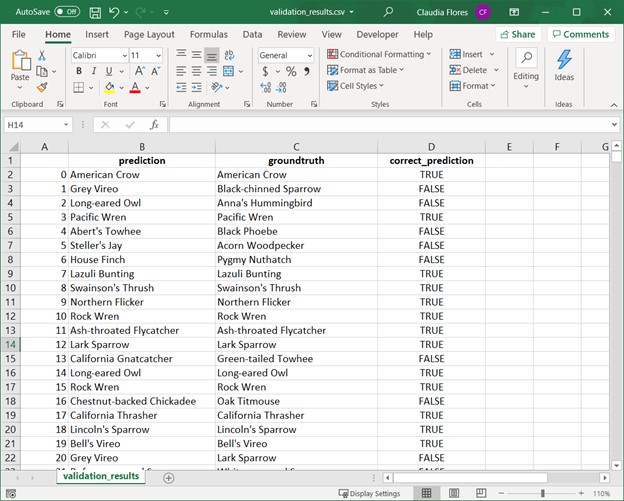 AutoSave Off validation_results.csv Claudia Flores CF
File Home Insert Page Layout Formulas Data Review View Developer Help Share Comments
Paste Calibri 11 General Conditional Formatting Insert
B I U Format as Table Delete Editing Ideas
$ % , Cell Styles Format
Clipboard Font Alignment Number Styles Cells Ideas
H14 fx
A B C D E F G
1 prediction groundtruth correct_prediction
2 0 American Crow American Crow TRUE
3 1 Grey Vireo Black-chinned Sparrow FALSE
4 2 Long-eared Owl Anna's Hummingbird FALSE
5 3 Pacific Wren Pacific Wren TRUE
6 4 Abert's Towhee Black Phoebe FALSE
7 5 Steller's Jay Acorn Woodpecker FALSE
8 6 House Finch Pygmy Nuthatch FALSE
9 7 Lazuli Bunting Lazuli Bunting TRUE
10 8 Swainson's Thrush Swainson's Thrush TRUE
11 9 Northern Flicker Northern Flicker TRUE
12 10 Rock Wren Rock Wren TRUE
13 11 Ash-throated Flycatcher Ash-throated Flycatcher TRUE
14 12 Lark Sparrow Lark Sparrow TRUE
15 13 California Gnatcatcher Green-tailed Towhee FALSE
16 14 Long-eared Owl Long-eared Owl TRUE
17 15 Rock Wren Rock Wren TRUE
18 16 Chestnut-backed Chickadee Oak Titmouse FALSE
19 17 California Thrasher California Thrasher TRUE
20 18 Lincoln's Sparrow Lincoln's Sparrow TRUE
21 19 Bell's Vireo Bell's Vireo TRUE
22 20 Grey Vireo Lark Sparrow FALSE
validation_results
Display Settings 110%